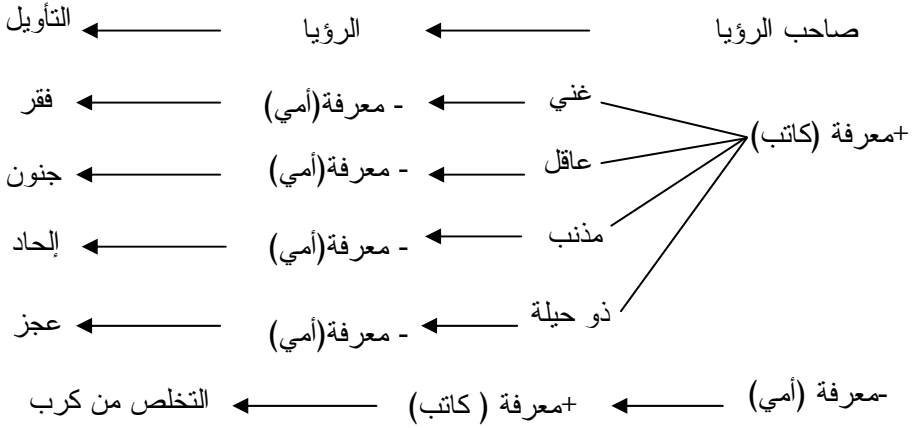 صاحب الرؤيا الرؤيا التأويل
غني - معرفة(أمي) فقر
+معرفة (كاتب)
عاقل - معرفة(أمي) جنون
مذنب - معرفة(أمي) إلحاد
ذو حيلة - معرفة(أمي) عجز
-معرفة (أمي) +معرفة ( كاتب) التخلص من كرب